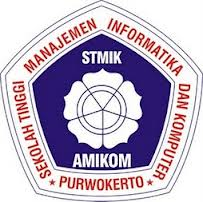 SEKOLAH TINGGI MANAJEMEN INFORMATIKA DAN KOMPUTER
STMIK
AMIKOM
* PURWOKERTO *